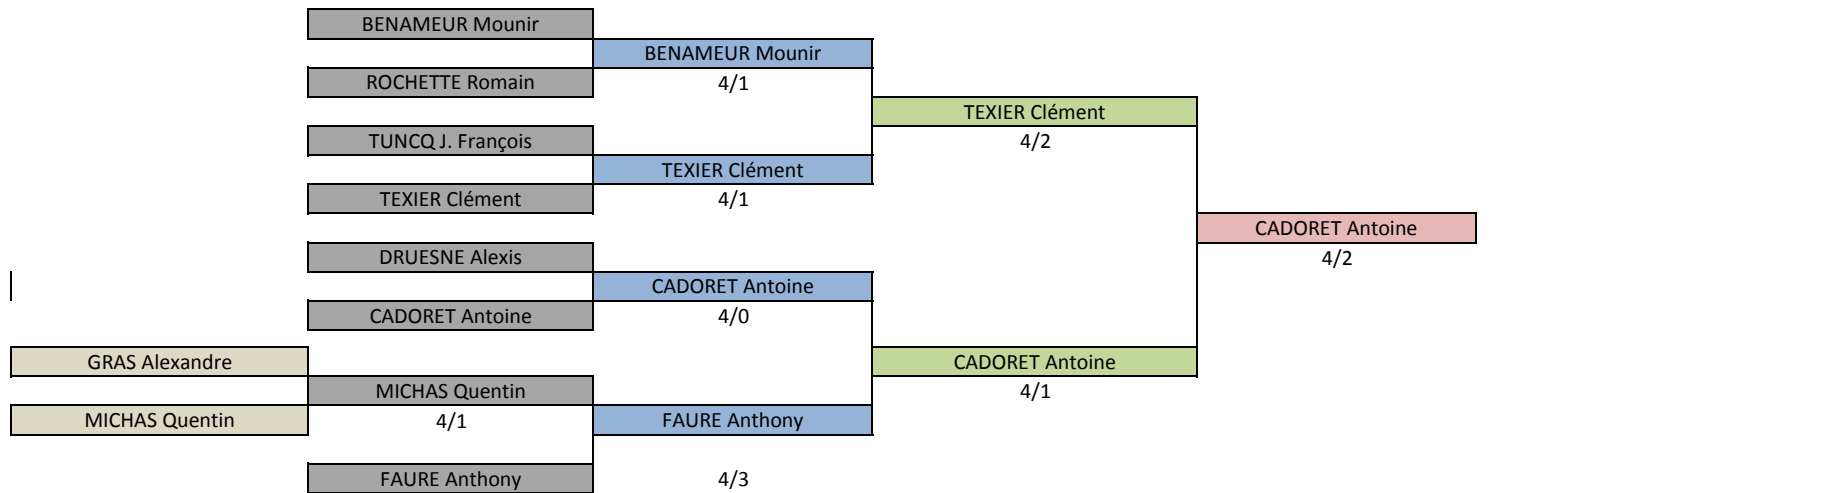 BENAMEUR Mounir
BENAMEUR Mounir
ROCHETTE Romain
4/1
TEXIER Clément
TUNCQ J. François
4/2
TEXIER Clément
TEXIER Clément
4/1
CADORET Antoine
DRUESNE Alexis
4/2
CADORET Antoine
CADORET Antoine
4/0
GRAS Alexandre
CADORET Antoine
MICHAS Quentin
4/1
MICHAS Quentin
4/1
FAURE Anthony
FAURE Anthony
4/3